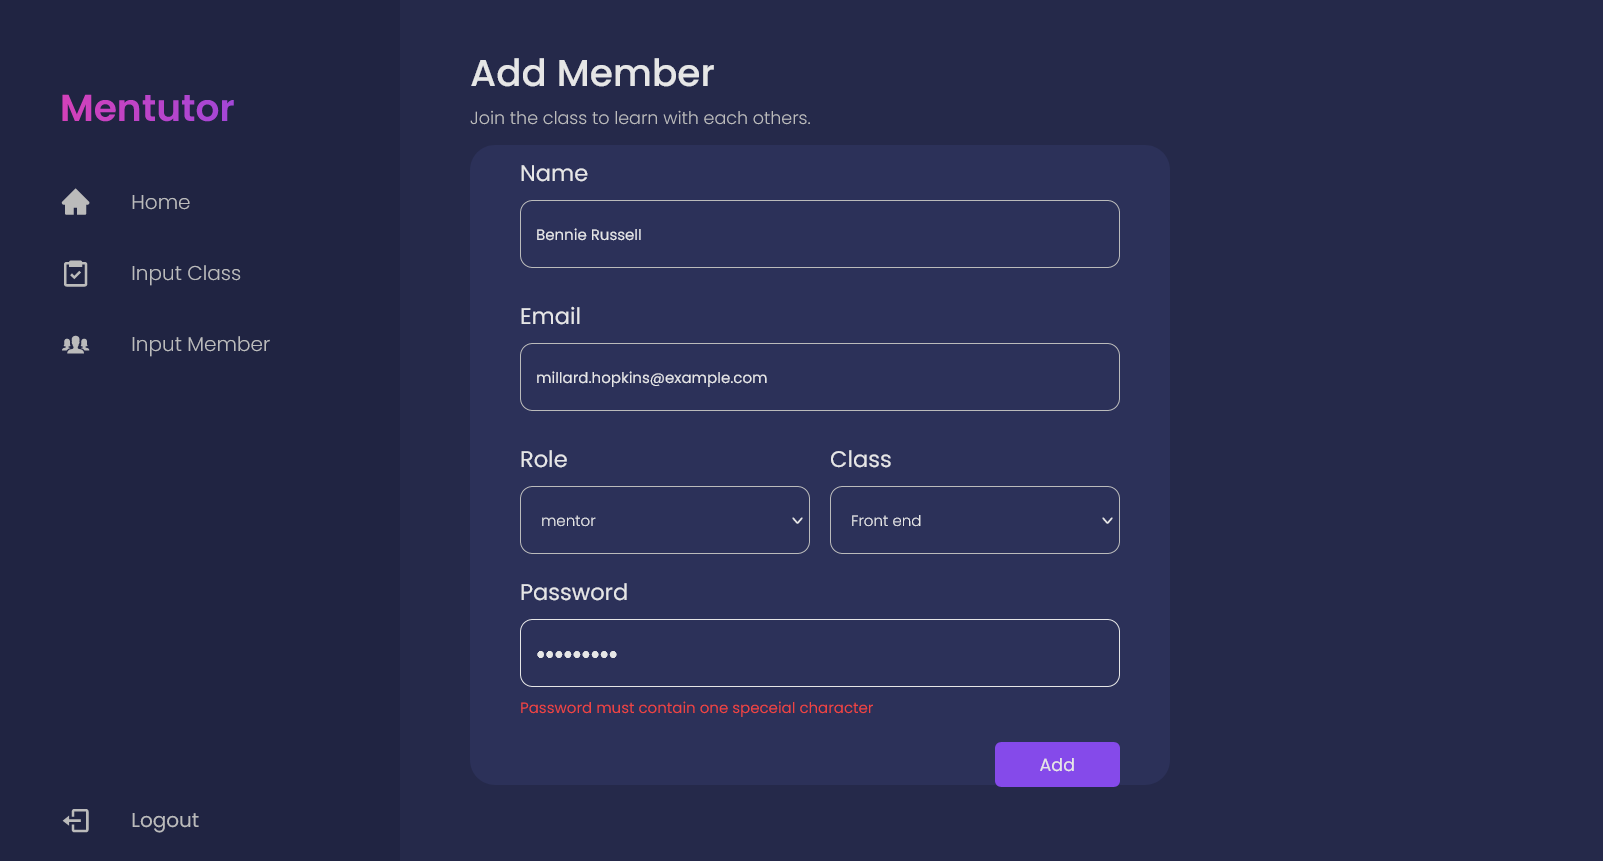 Mentutor
Home
Input Class
Input Member
Logout
Add Member
Join the class to learn with each others.
Name
Bennie Russell
Email
millard.hopkins@example.com
Role
Class
mentor
Front end
Password
•••••••••
Password must contain one speceial character
Add